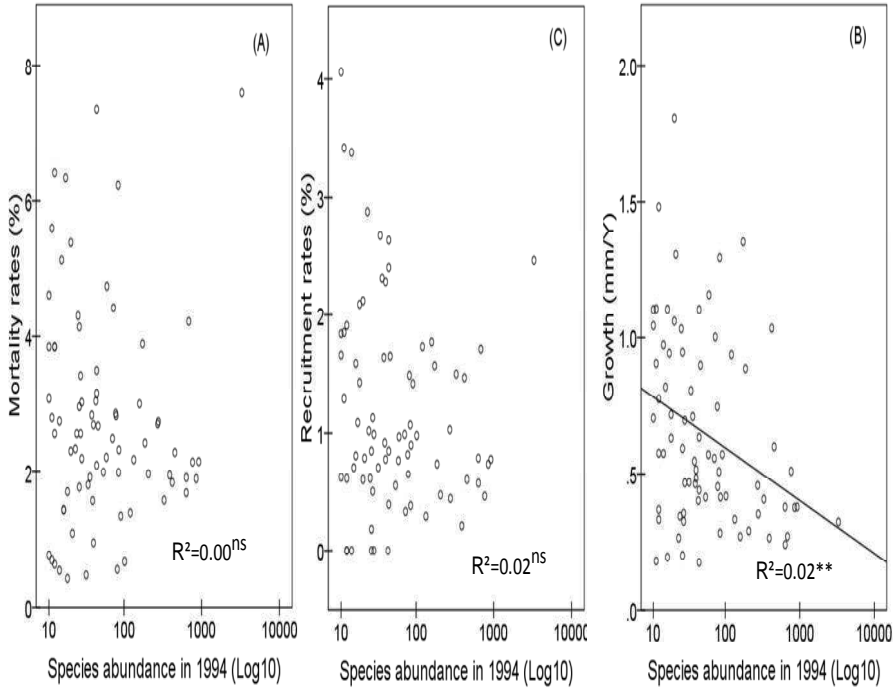 (A)
Mortality rates (%)
8
6
4
2
0
10
100
1000
10000
Species abundance in 1994 (Log10)
R²=0.00ns
(C)
Recruitment rates (%)
4
3
2
1
0
10
100
1000
10000
Species abundance in 1994 (Log10)
R²=0.02ns
(B)
Growth (mm/Y)
2.0
1.5
1.0
.5
.0
10
100
1000
10000
Species abundance in 1994 (Log10)
R²=0.02**